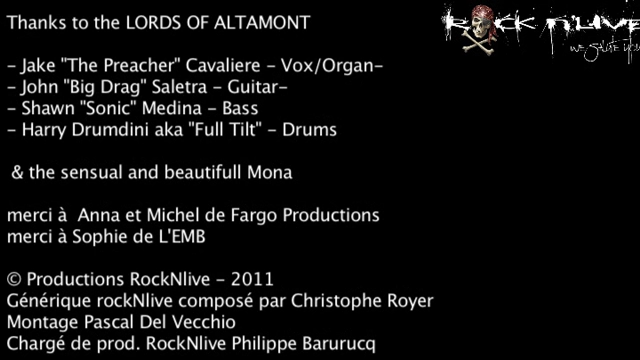 Thanks to the LORDS OF ALTAMONT
ROCK N'LIVE
WE SALUTE YOU
- Jake "The Preacher" Cavaliere - Vox/Organ-
- John "Big Drag" Saletra - Guitar-
- Shawn "Sonic" Medina - Bass
- Harry Drumdini aka "Full Tilt" - Drums
& the sensual and beautifull Mona
merci à  Anna et Michel de Fargo Productions
merci à Sophie de L'EMB
© Productions RockNlive - 2011
Générique rockNlive composé par Christophe Royer
Montage Pascal Del Vecchio
Chargé de prod. RockNlive Philippe Barurucq